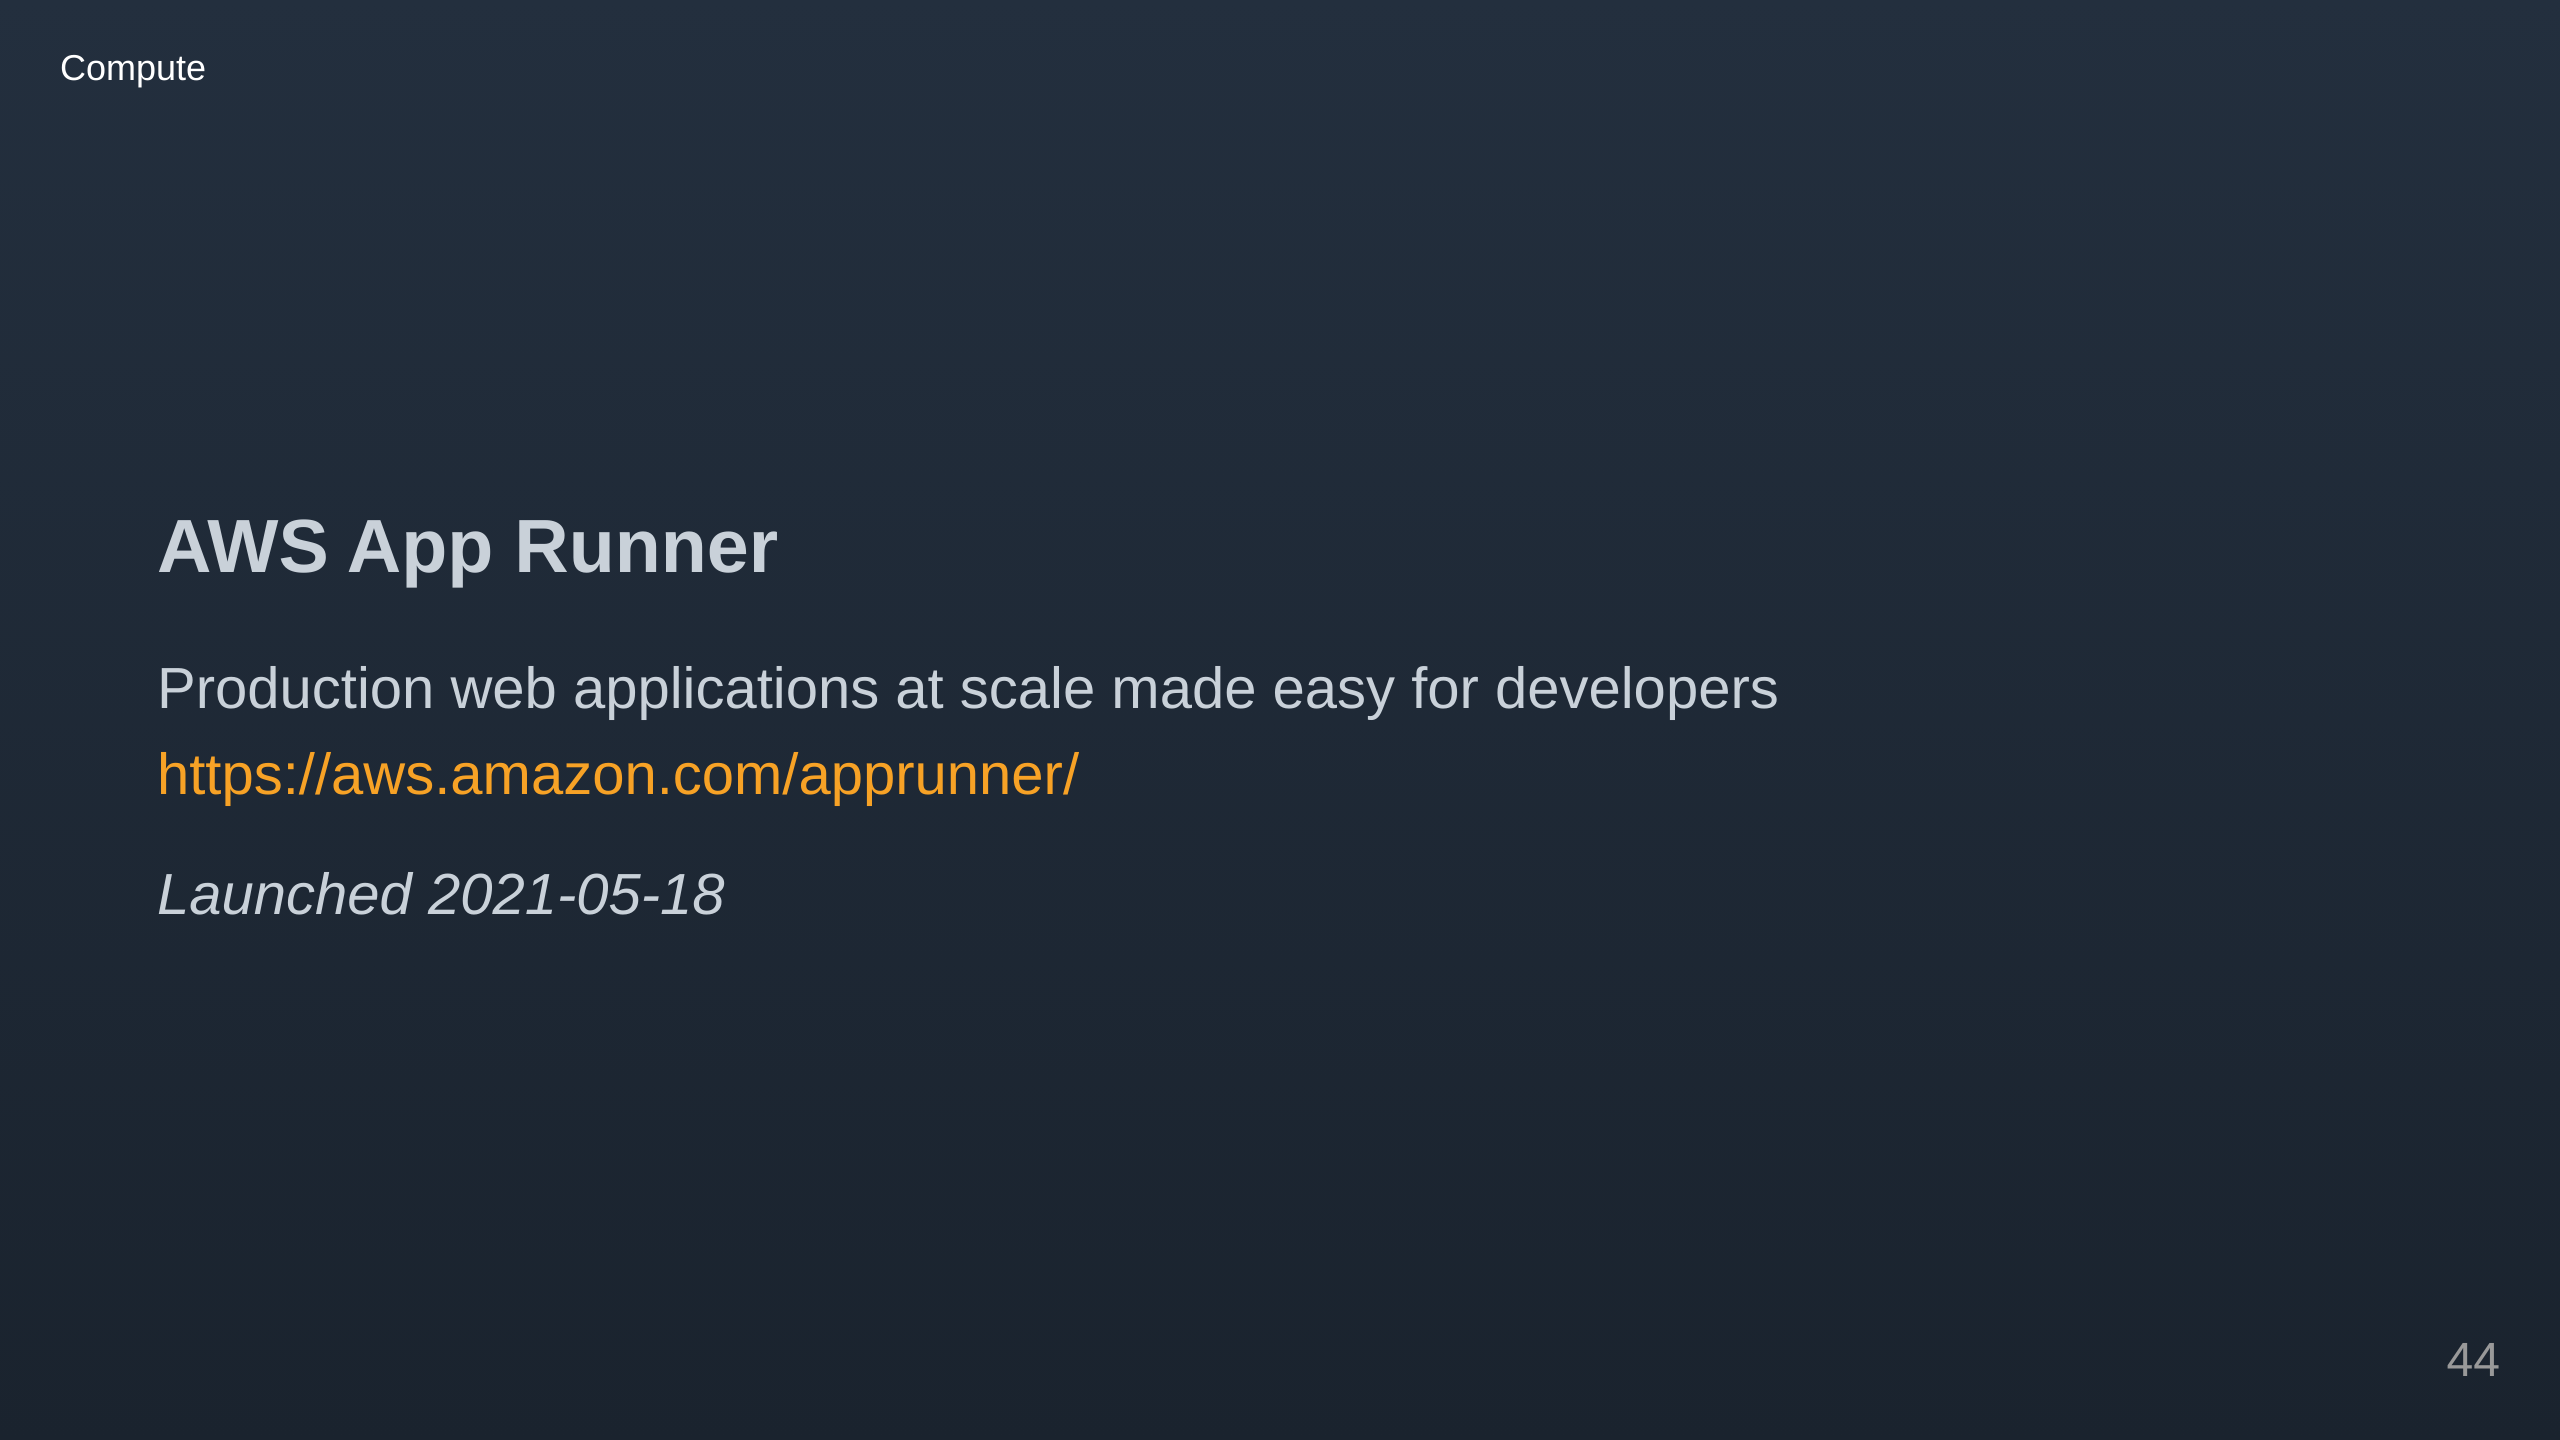 Compute
AWS App Runner
Production web applications at scale made easy for developers
https://aws.amazon.com/apprunner/
Launched 2021-05-18
44